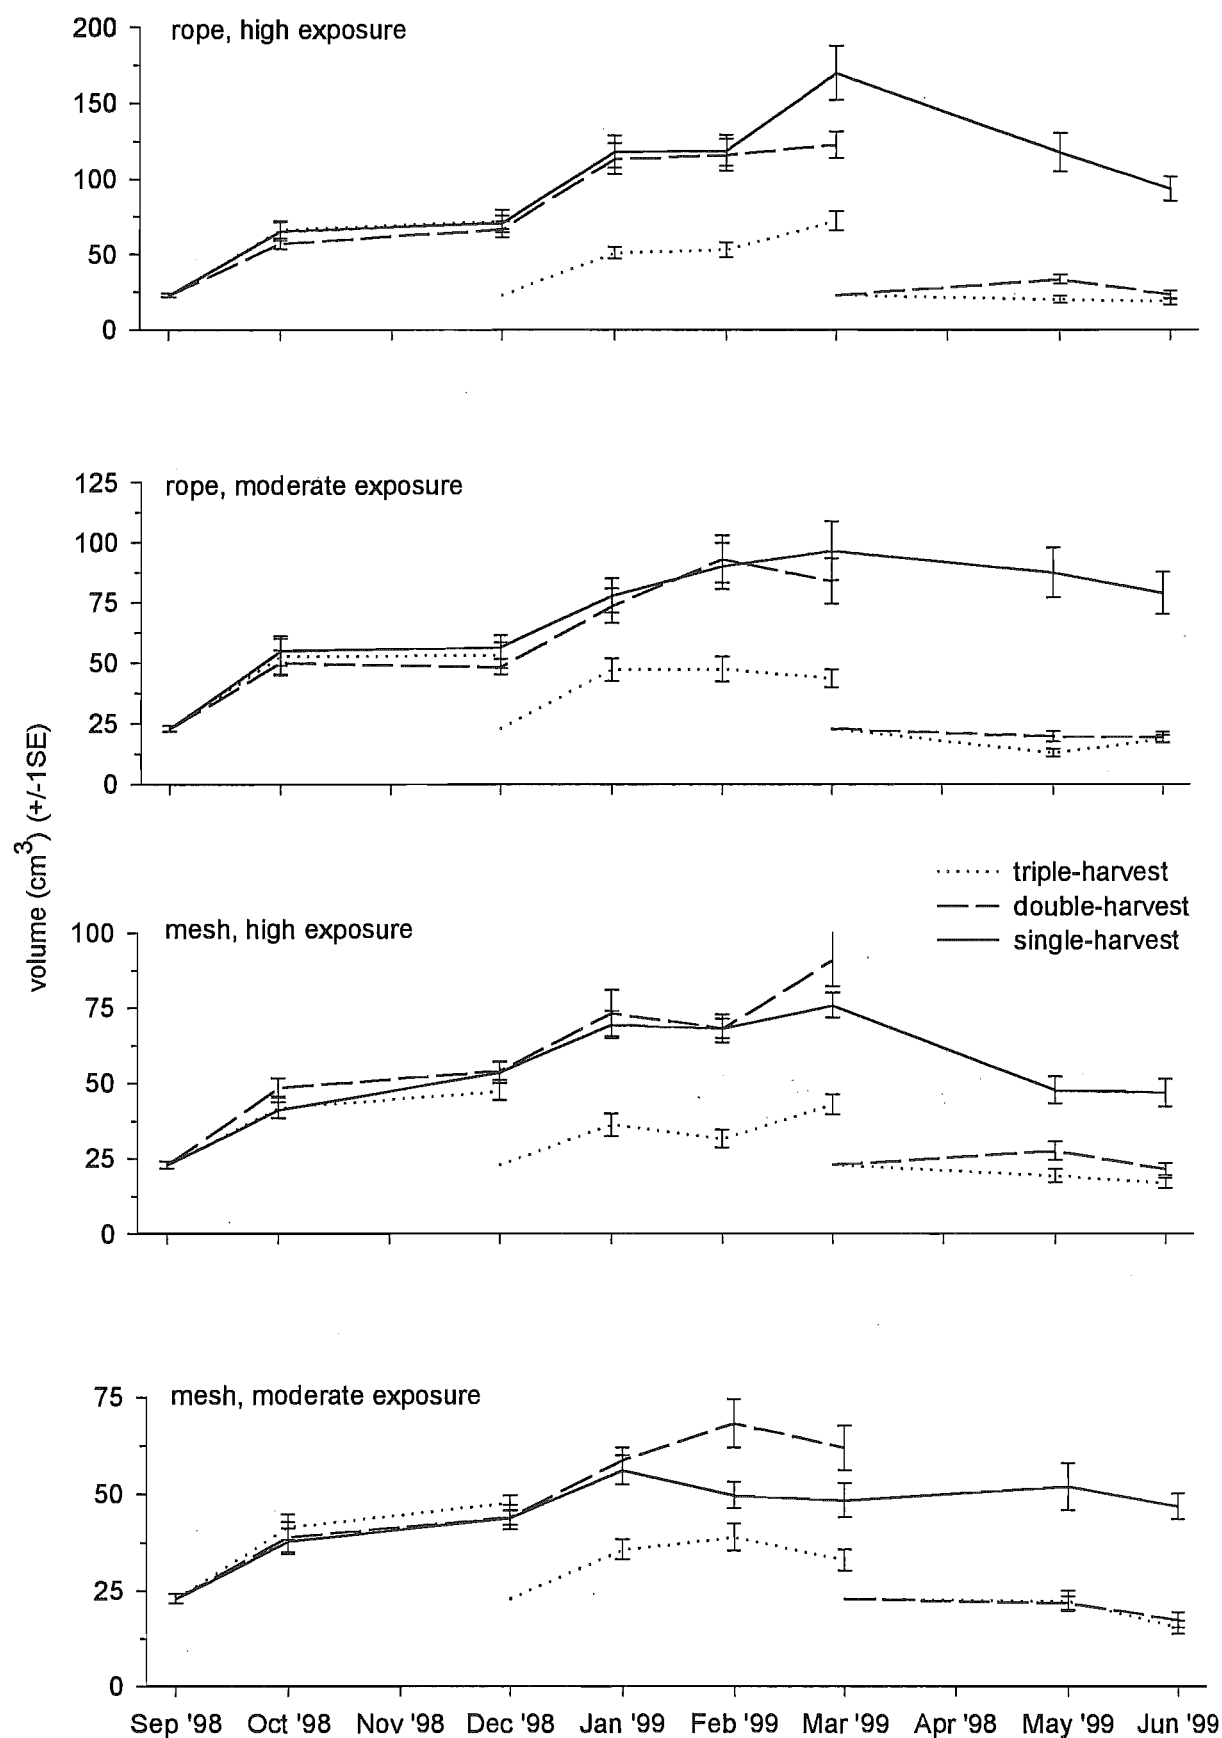 rope, high exposure
200
150
100
50
0
rope, moderate exposure
125
100
75
50
25
0
volume (cm³) (+/-1SE)
triple-harvest
double-harvest
single-harvest
mesh, high exposure
100
75
50
25
0
mesh, moderate exposure
75
50
25
0
Sep '98 Oct '98 Nov '98 Dec '98 Jan '99 Feb '99 Mar '99 Apr '98 May '99 Jun '99